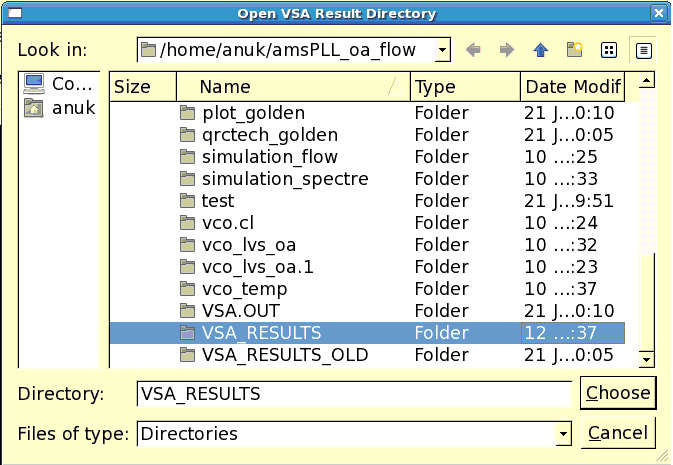 Open VSA Result Directory
Look in: /home/anuk/amsPLL_oa_flow
Co...
anuk
Size Name Type Date Modif
plot_golden Folder 21 J...0:10
qrctech_golden Folder 21 J...0:05
simulation_flow Folder 10 ...:25
simulation_spectre Folder 10 ...:33
test Folder 21 J...9:51
vco.cl Folder 10 ...:24
vco_lvs_oa Folder 10 ...:32
vco_lvs_oa.1 Folder 10 ...:23
vco_temp Folder 10 ...:37
VSA.OUT Folder 21 J...0:10
VSA_RESULTS Folder 12 ...:37
VSA_RESULTS_OLD Folder 21 J...0:05
Directory: VSA_RESULTS Choose
Files of type: Directories Cancel